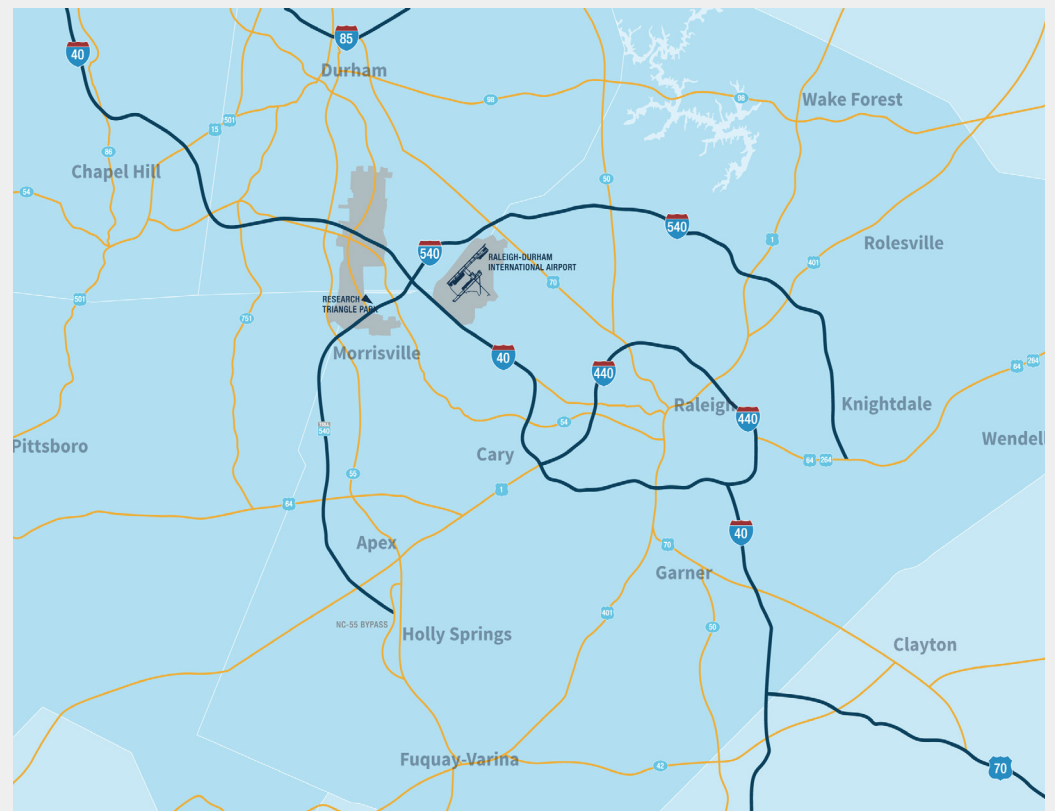 40
85
Durham
98
98
Wake Forest
501
15
86
Chapel Hill
54
50
540
1
Rolesville
540
401
RALEIGH-DURHAM
INTERNATIONAL AIRPORT
70
501
RESEARCH
TRIANGLE PARK
751
Morrisville
40
440
64
264
Raleigh
440
Knightdale
54
540
Pittsboro
Cary
Wendell
64
264
55
1
64
40
Apex
70
Garner
401
50
NC-55 BYPASS
Holly Springs
Clayton
Fuquay-Varina
42
70